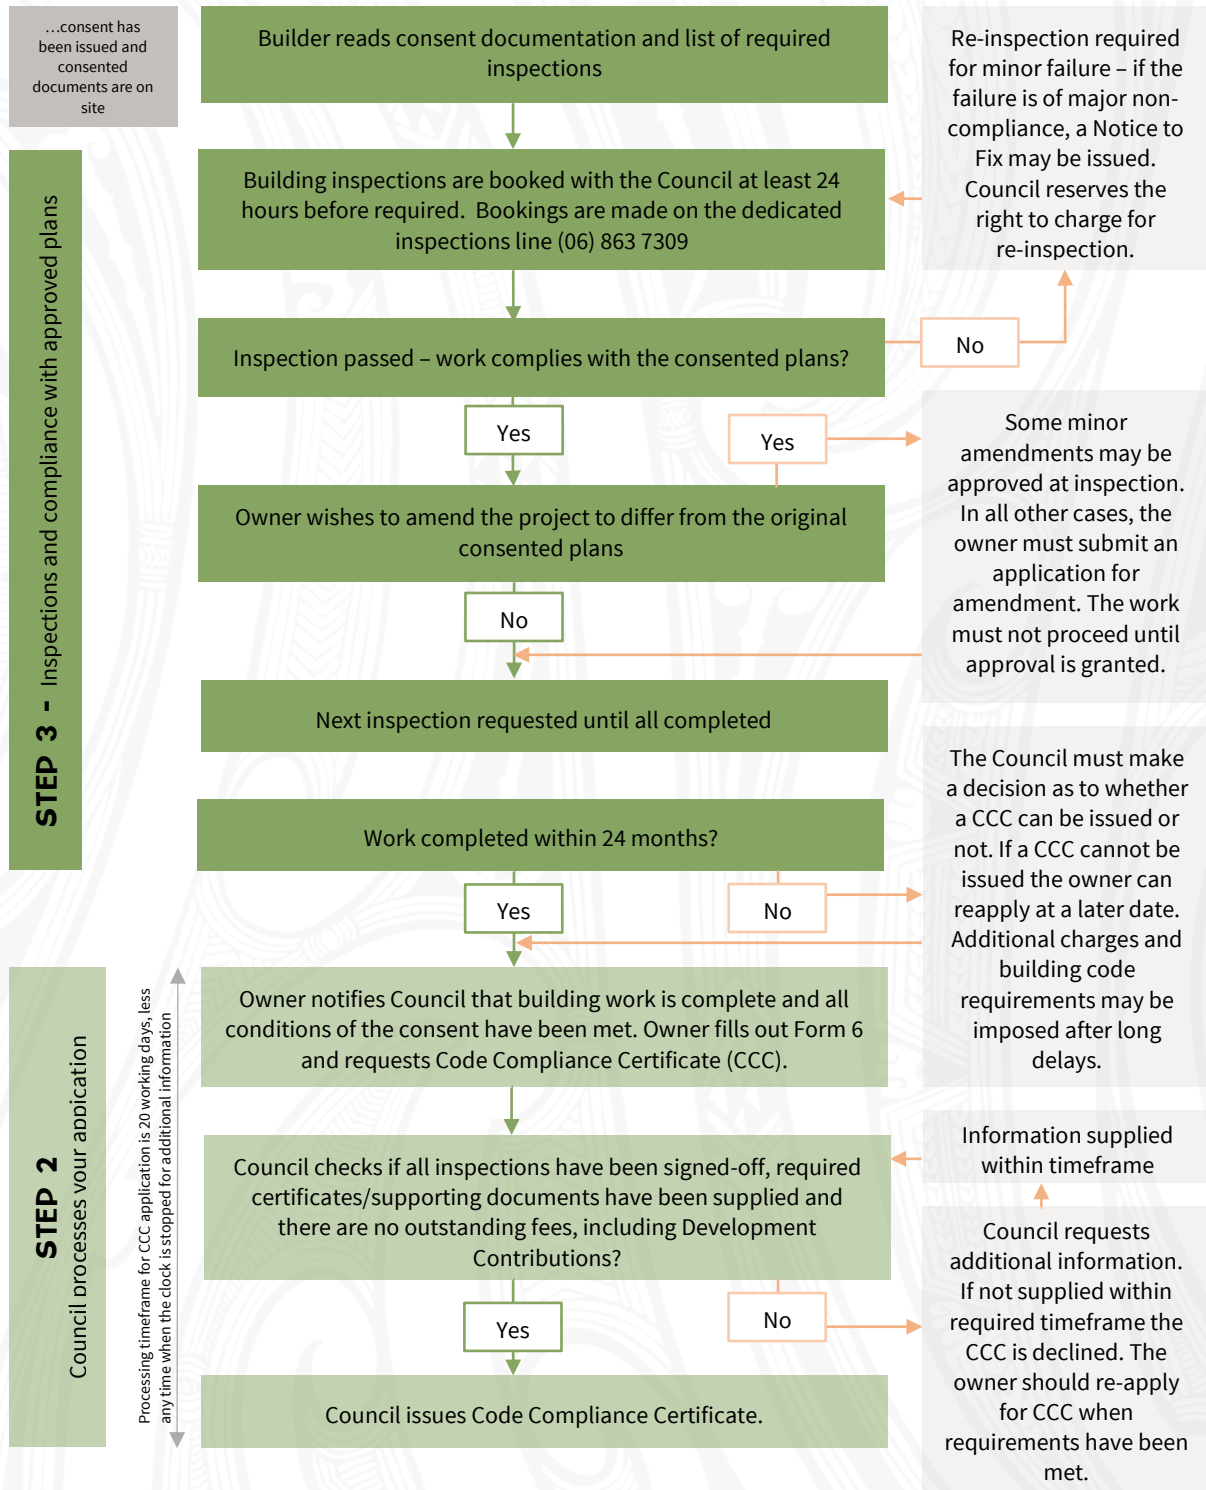 …consent has
been issued and
consented
documents are on
site
Builder reads consent documentation and list of required
inspections
Re-inspection required
for minor failure – if the
failure is of major non-
compliance, a Notice to
Fix may be issued.
Council reserves the
right to charge for
re-inspection.
STEP 3 - Inspections and compliance with approved plans
Building inspections are booked with the Council at least 24
hours before required. Bookings are made on the dedicated
inspections line (06) 863 7309
Inspection passed – work complies with the consented plans?
No
Yes
Yes
Some minor
amendments may be
approved at inspection.
In all other cases, the
owner must submit an
application for
amendment. The work
must not proceed until
approval is granted.
Owner wishes to amend the project to differ from the original
consented plans
No
Next inspection requested until all completed
Work completed within 24 months?
Yes
No
The Council must make
a decision as to whether
a CCC can be issued or
not. If a CCC cannot be
issued the owner can
reapply at a later date.
Additional charges and
building code
requirements may be
imposed after long
delays.
STEP 2
Council processes your application
Processing timeframe for CCC application is 20 working days, less
any time when the clock is stopped for additional information
Owner notifies Council that building work is complete and all
conditions of the consent have been met. Owner fills out Form 6
and requests Code Compliance Certificate (CCC).
Council checks if all inspections have been signed-off, required
certificates/supporting documents have been supplied and
there are no outstanding fees, including Development
Contributions?
Information supplied
within timeframe
Yes
No
Council requests
additional information.
If not supplied within
required timeframe the
CCC is declined. The
owner should re-apply
for CCC when
requirements have been
met.
Council issues Code Compliance Certificate.